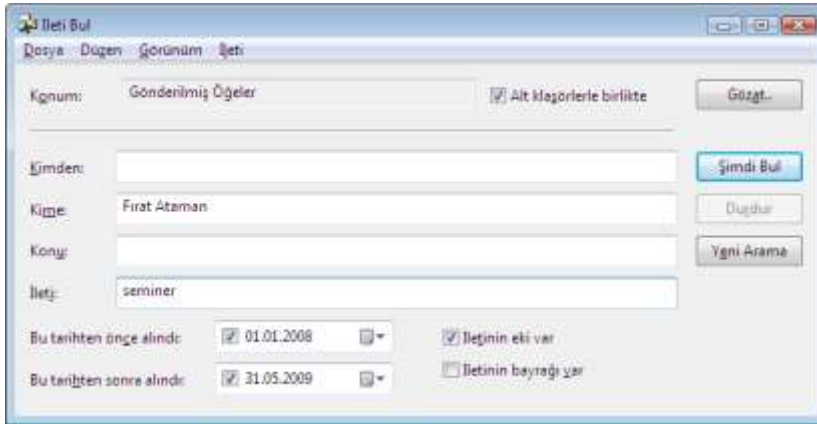 İleti Bul
Dosya Düzen Görünüm İleti
Konum: Gönderilmiş Öğeler Alt klasörlerle birlikte Gözat..
Kimden: Şimdi Bul
Kime: Fırat Ataman Durdur
Konu: Yeni Arama
İleti: seminer
Bu tarihten önce alındı: 01.01.2008 İletinin eki var
Bu tarihten sonra alındı: 31.05.2009 İletinin bayrağı var